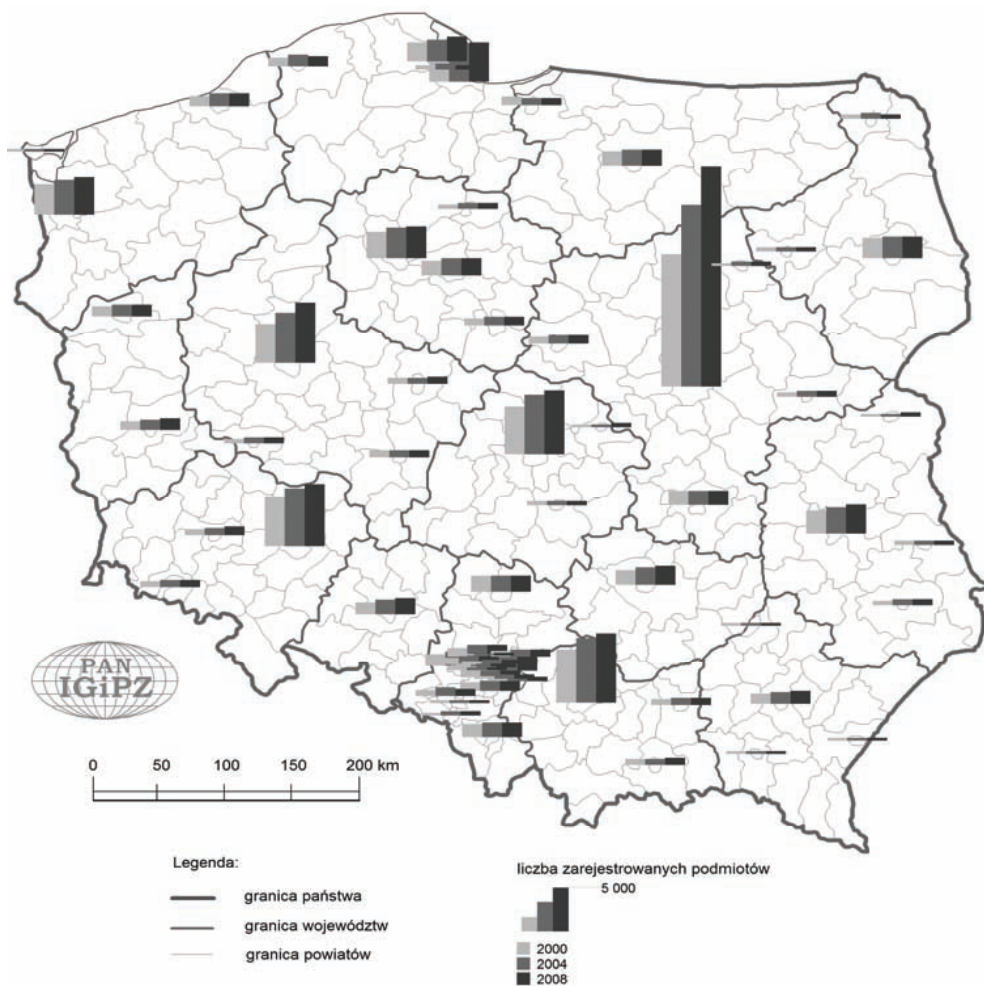 PAN
IGiPZ
0 50 100 150 200 km
Legenda:
granica państwa
granica województw
granica powiatów
liczba zarejestrowanych podmiotów
5 000
2000
2004
2008